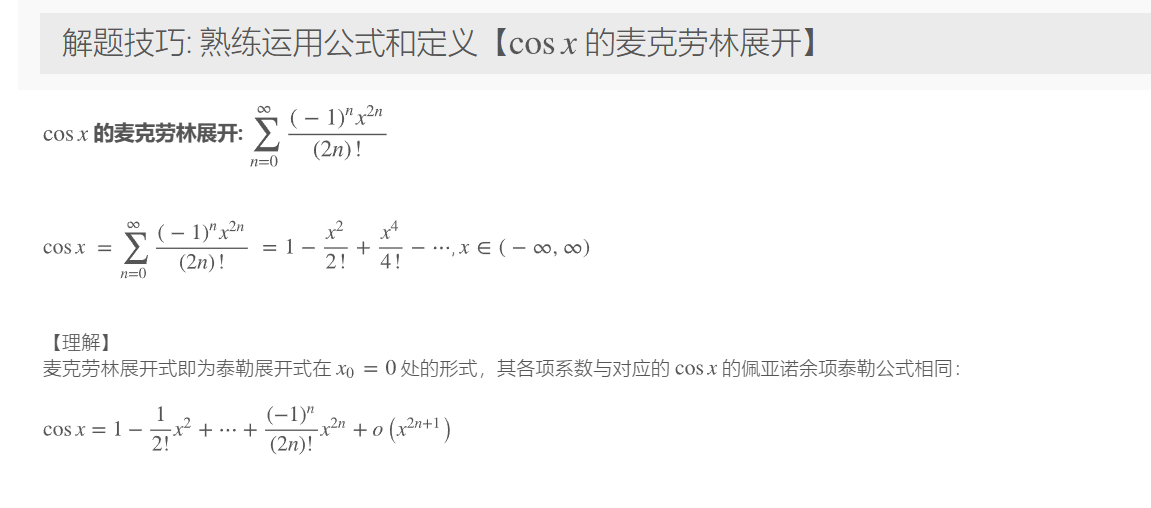 解题技巧: 熟练运用公式和定义【cos x 的麦克劳林展开】
cos x 的麦克劳林展开: $\sum_{n=0}^{\infty} \frac{(-1)^n x^{2n}}{(2n)!}$
$\cos x = \sum_{n=0}^{\infty} \frac{(-1)^n x^{2n}}{(2n)!} = 1 - \frac{x^2}{2!} + \frac{x^4}{4!} - \cdots, x \in (-\infty, \infty)$
【理解】
麦克劳林展开式即为泰勒展开式在 $x_0 = 0$ 处的形式，其各项系数与对应的 cos x 的佩亚诺余项泰勒公式相同：
$\cos x = 1 - \frac{1}{2!}x^2 + \cdots + \frac{(-1)^n}{(2n)!}x^{2n} + o\left(x^{2n+1}\right)$